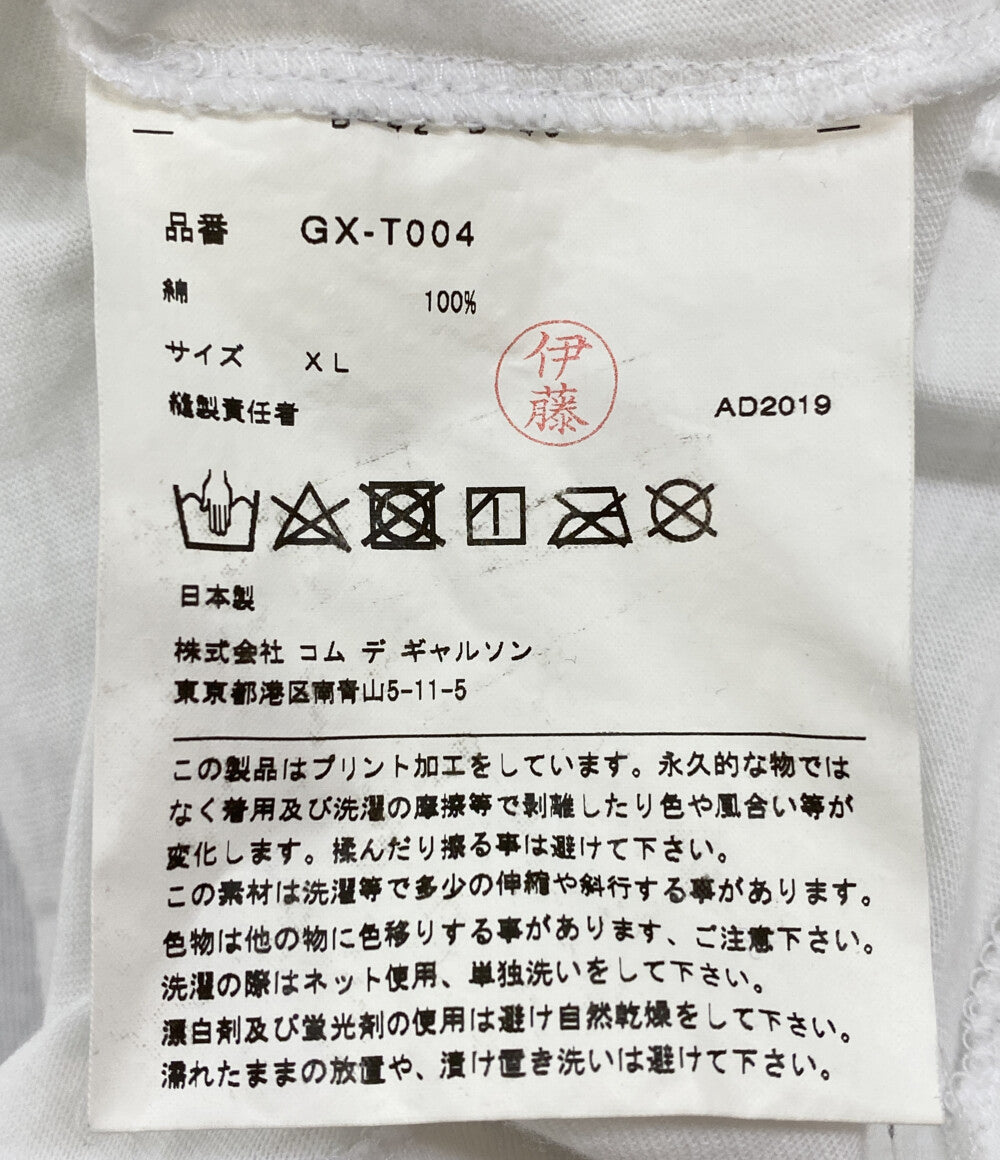 品番 GX-T004
綿 100%
サイズ XL
縫製責任者 伊藤 AD2019
日本製
株式会社 コム デ ギャルソン
東京都港区南青山5-11-5
この製品はプリント加工をしています。永久的な物では
なく着用及び洗濯の摩擦等で剥離したり色や風合い等が
変化します。揉んだり擦る事は避けて下さい。
この素材は洗濯等で多少の伸縮や斜行する事があります。
色物は他の物に色移りする事があります、ご注意下さい。
洗濯の際はネット使用、単独洗いをして下さい。
漂白剤及び蛍光剤の使用は避け自然乾燥をして下さい。
濡れたままの放置や、漬け置き洗いは避けて下さい。